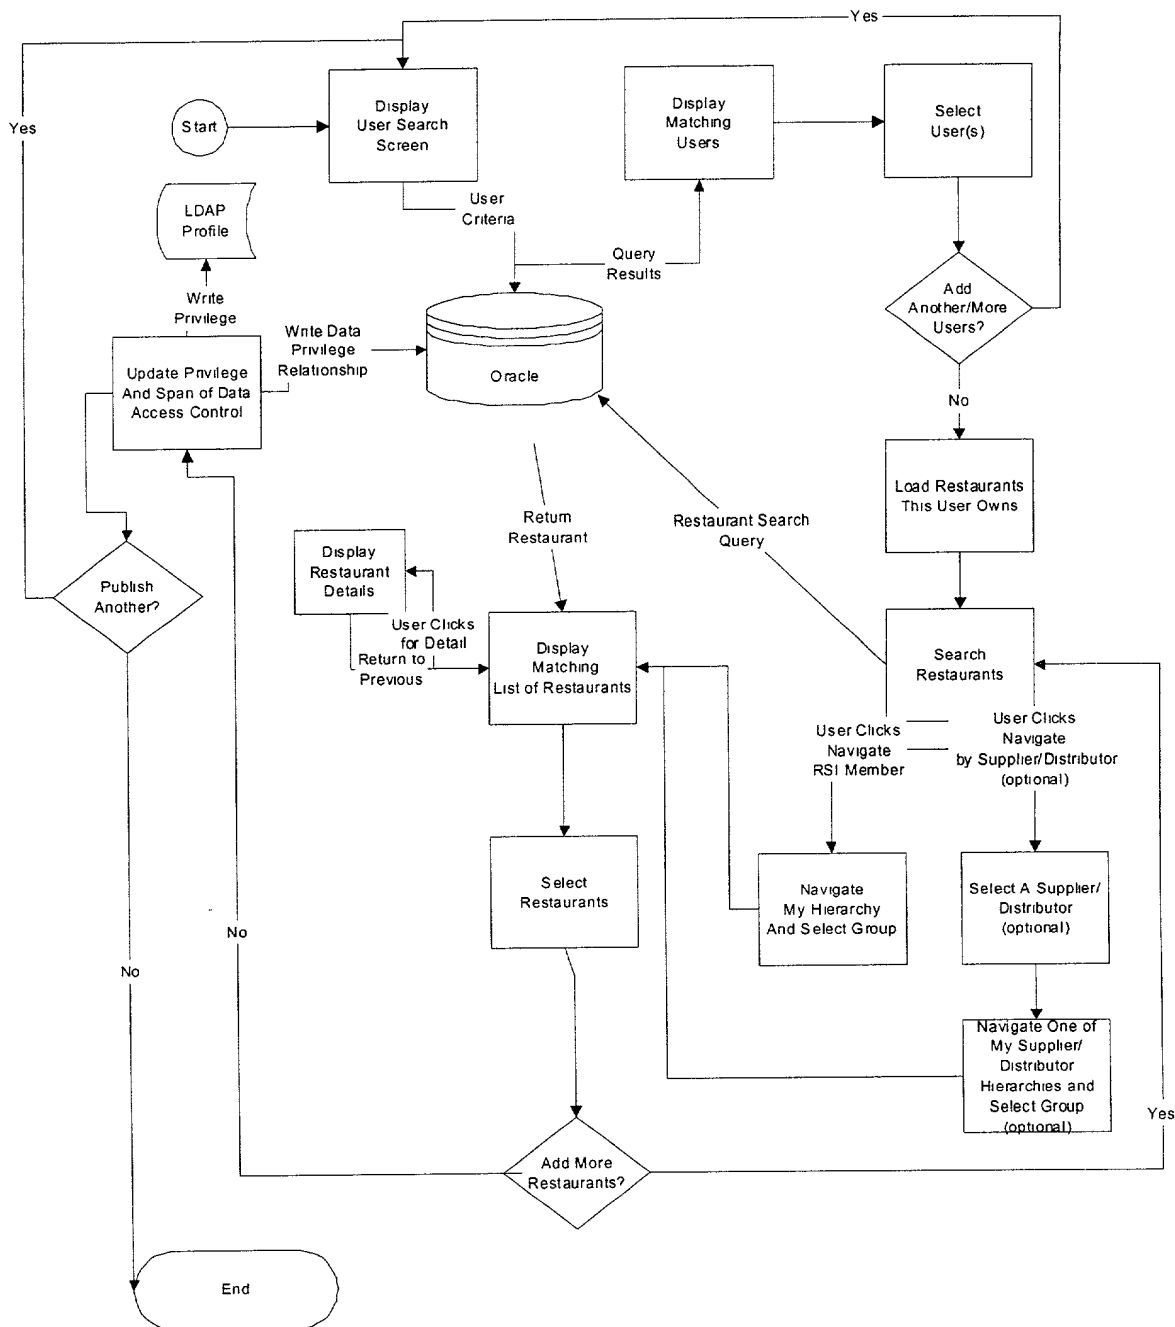 Yes
Yes
Start
Display
User Search
Screen
Display
Matching
Users
Select
User(s)
LDAP
Profile
User
Criteria
Query
Results
Write
Privilege
Write Data
Privilege
Relationship
Add
Another/More
Users?
Update Privilege
And Span of Data
Access Control
Oracle
No
Load Restaurants
This User Owns
Return
Restaurant
Restaurant Search
Query
Display
Restaurant
Details
Publish
Another?
User Clicks
for Detail
Return to
Previous
Display
Matching
List of Restaurants
Search
Restaurants
User Clicks
Navigate
RSI Member
User Clicks
Navigate
by Supplier/Distributor
(optional)
Select
Restaurants
Navigate
My Hierarchy
And Select Group
Select A Supplier/
Distributor
(optional)
No
No
Navigate One of
My Supplier/
Distributor
Hierarchies and
Select Group
(optional)
Yes
Add More
Restaurants?
End